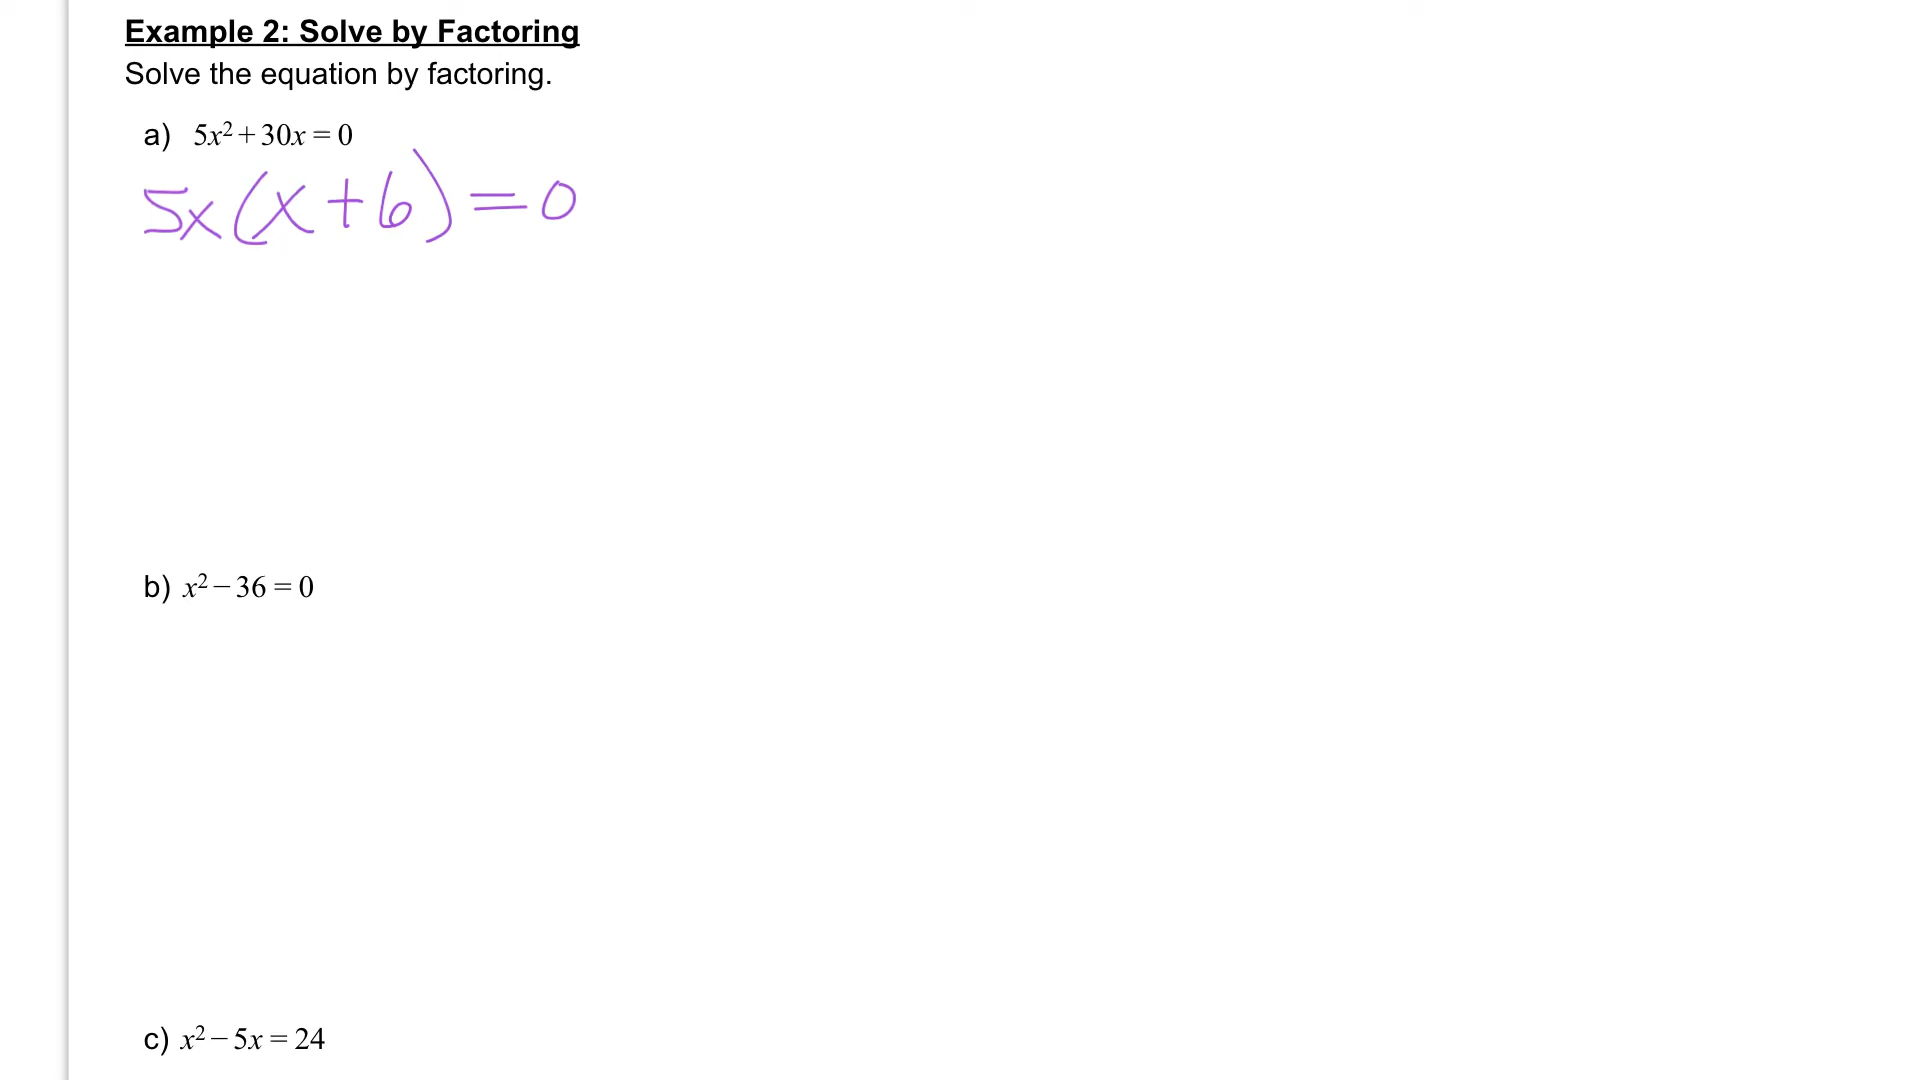 Example 2: Solve by Factoring
Solve the equation by factoring.
a) 5x²+30x=0
5x(x+6)=0
b) x²−36=0
c) x²−5x=24